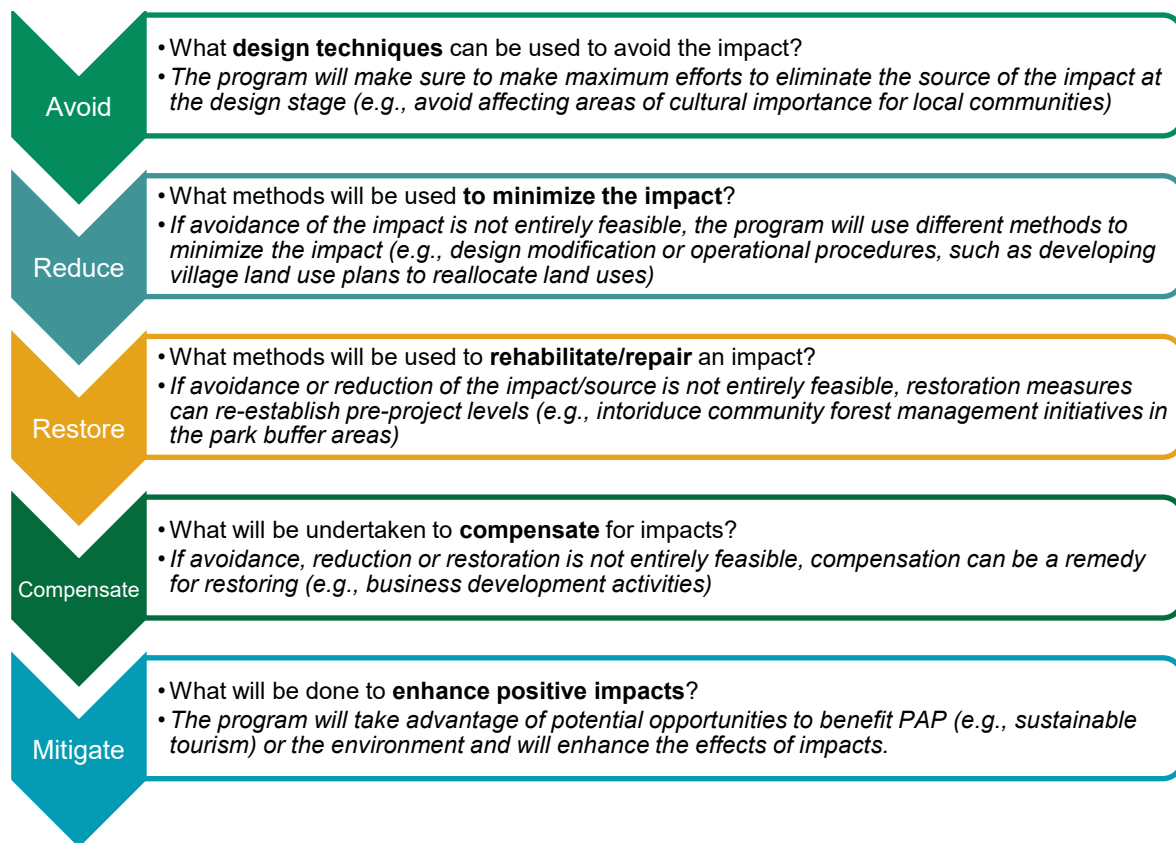 Avoid
• What design techniques can be used to avoid the impact?
• The program will make sure to make maximum efforts to eliminate the source of the impact at
the design stage (e.g., avoid affecting areas of cultural importance for local communities)
Reduce
• What methods will be used to minimize the impact?
• If avoidance of the impact is not entirely feasible, the program will use different methods to
minimize the impact (e.g., design modification or operational procedures, such as developing
village land use plans to reallocate land uses)
Restore
• What methods will be used to rehabilitate/repair an impact?
• If avoidance or reduction of the impact/source is not entirely feasible, restoration measures
can re-establish pre-project levels (e.g., intoriduce community forest management initiatives in
the park buffer areas)
Compensate
• What will be undertaken to compensate for impacts?
• If avoidance, reduction or restoration is not entirely feasible, compensation can be a remedy
for restoring (e.g., business development activities)
Mitigate
• What will be done to enhance positive impacts?
• The program will take advantage of potential opportunities to benefit PAP (e.g., sustainable
tourism) or the environment and will enhance the effects of impacts.